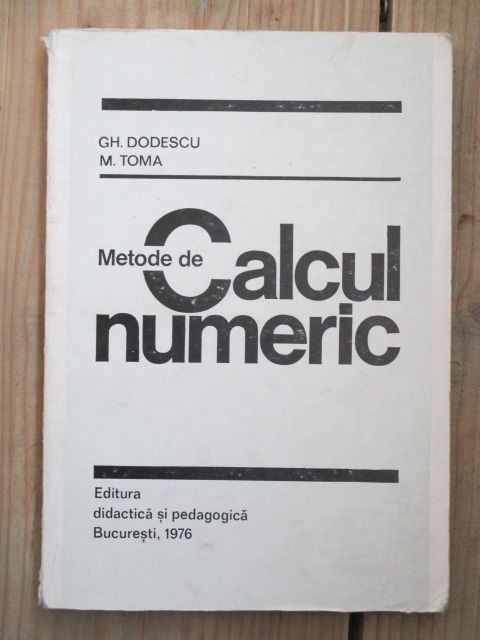 GH. DODESCU
M. TOMA
Metode de Calcul
numeric
Editura
didactică și pedagogică
București, 1976